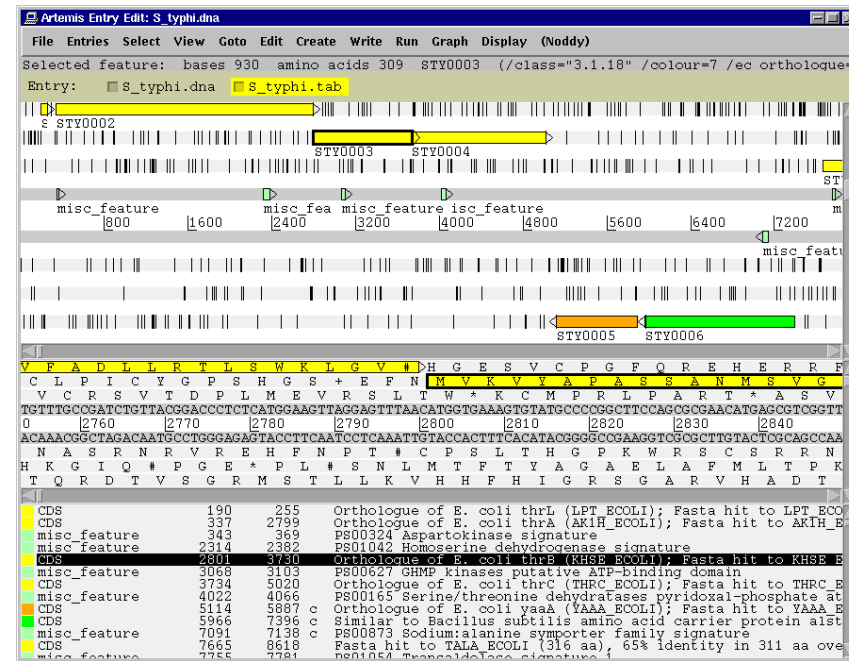 Artemis Entry Edit: S_typhi.dna
File Entries Select View Goto Edit Create Write Run Graph Display (Noddy)
Selected feature: bases 930 amino acids 309 STY0003 (/class="3.1.18" /colour=7 /ec orthologue=
Entry: S_typhi.dna S_typhi.tab
STY0002
STY0003 STY0004
ST
misc_feature misc_fea misc_feature isc_feature m
800 1600 2400 3200 4000 4800 5600 6400 7200
misc_featu
STY0005 STY0006
V F A D L L R T L S W K L G V # H G E S V C P G F Q R E H E R R F
C L P I C Y G P S H G S + E F N M V K V Y A P A S S A N M S V G
V C R S V T D P L M E V R S L T W * K C M P R L P A R T * A S V
TGTTTGCCGATCTGTTACGGACCCTCTCATGGAAGTTAGGAGTTTAACATGGTGAAAGTGTATGCCCCGGCTTCCAGCGCGAACATGAGCGTCGGTT
0 2760 2770 2780 2790 2800 2810 2820 2830 2840
ACAAACGGCTAGACAATGCCTGGGAGAGTACCTTCAATCCTCAAATTGTACCACTTTCACATACGGGGCCGAAGGTCGCGCTTGTACTCGCAGCCAA
N A S R N R V R E H F N P T # C P S L T H G P K W R S C S R R N
H K G I Q # P G E * P L # S N L M T F T Y A G A E L A F M L T P K
T Q R D T V S G R M S T L L K V H H F H I G R S G A R V H A D T
CDS 190 255 Orthologue of E. coli thrL (LPT_ECOLI); Fasta hit to LPT_ECO
CDS 337 2799 Orthologue of E. coli thrA (AK1H_ECOLI); Fasta hit to AK1H_E
misc_feature 343 369 PS00324 Aspartokinase signature
misc_feature 2314 2382 PS01042 Homoserine dehydrogenase signature
CDS 2801 3730 Orthologue of E. coli thrB (KHSE_ECOLI); Fasta hit to KHSE_E
misc_feature 3068 3103 PS00627 GHMP kinases putative ATP-binding domain
CDS 3734 5020 Orthologue of E. coli thrC (THRC_ECOLI); Fasta hit to THRC_E
misc_feature 4022 4066 PS00165 Serine/threonine dehydratases pyridoxal-phosphate at
CDS 5114 5887 c Orthologue of E. coli yaaA (YAAA_ECOLI); Fasta hit to YAAA_E
CDS 5966 7396 c Similar to Bacillus subtilis amino acid carrier protein alst
misc_feature 7091 7138 c PS00873 Sodium:alanine symporter family signature
CDS 7665 8618 Fasta hit to TALA_ECOLI (316 aa), 65% identity in 311 aa ove
misc_feature 7755 7781 PS01054 Transaldolase signature 1